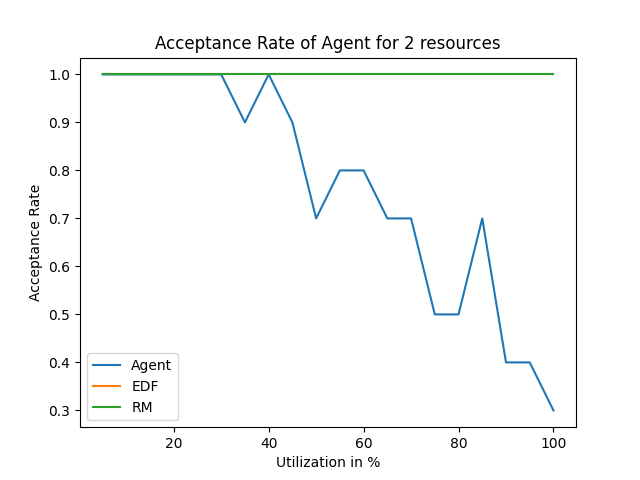 Acceptance Rate of Agent for 2 resources
Acceptance Rate
1.0
0.9
0.8
0.7
0.6
0.5
0.4
0.3
Agent
EDF
RM
20
40
60
80
100
Utilization in %